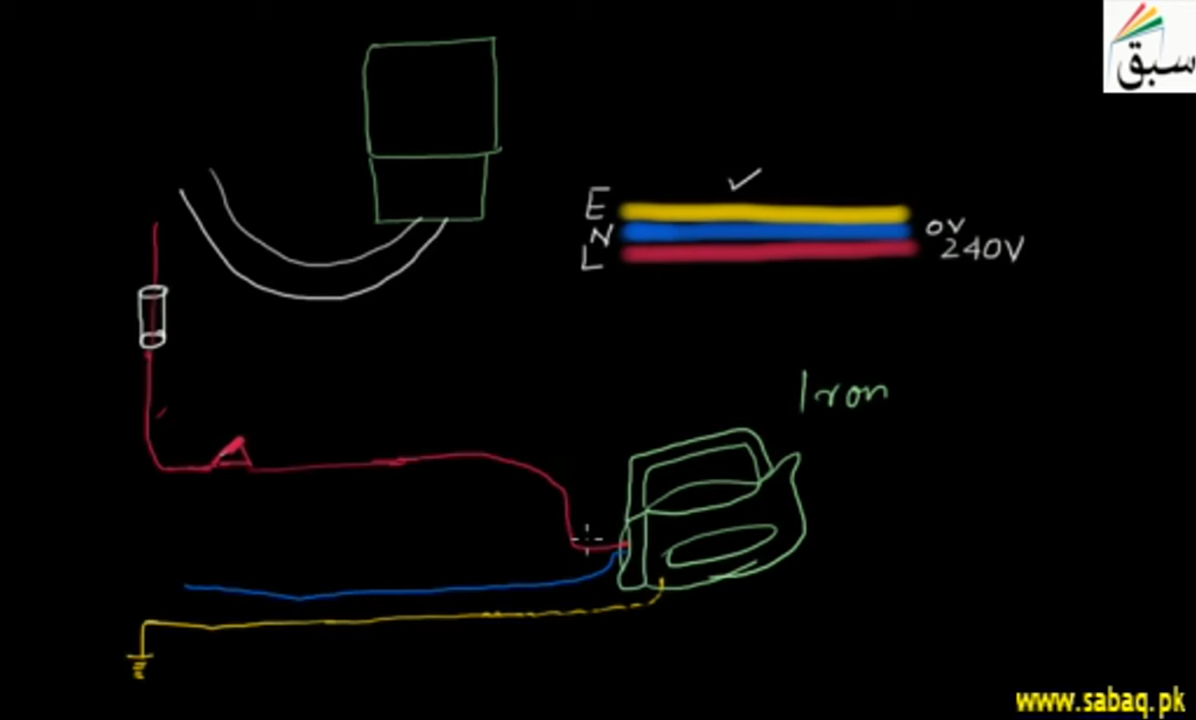 سبق
E
N 0V
L 240V
Iron
www.sabaq.pk